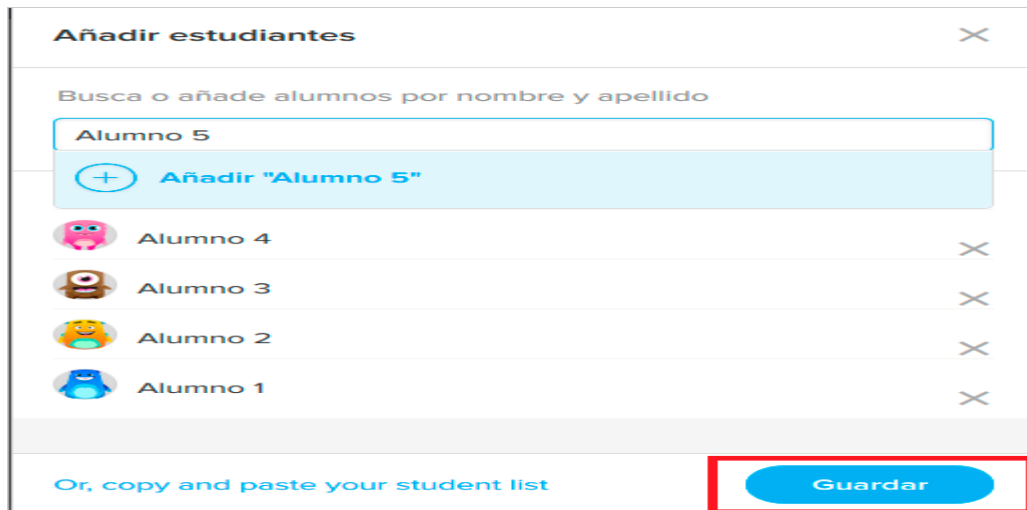 Añadir estudiantes
Busca o añade alumnos por nombre y apellido
Alumno 5
Añadir "Alumno 5"
Alumno 4
Alumno 3
Alumno 2
Alumno 1
Or, copy and paste your student list
Guardar